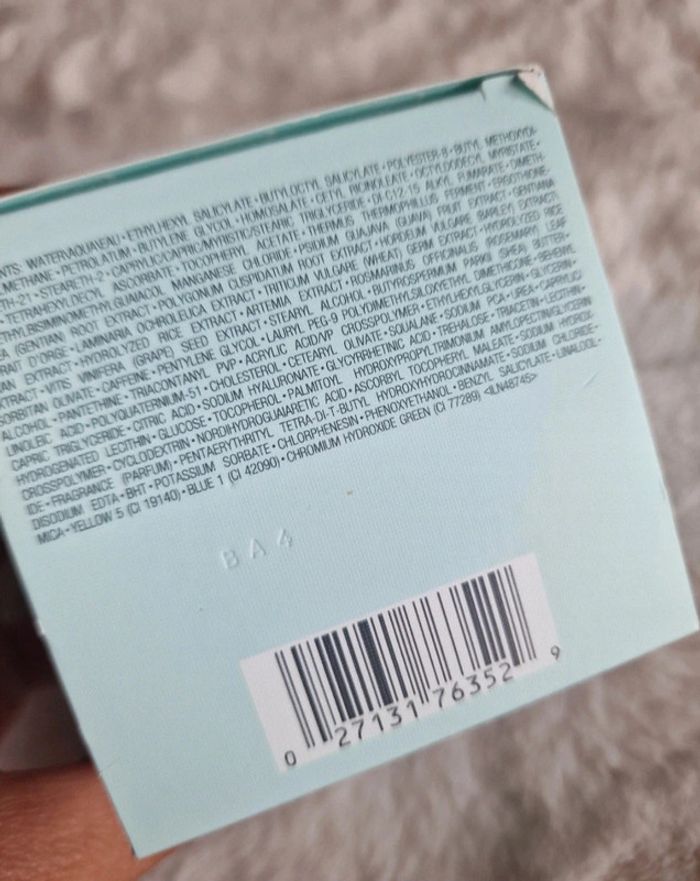 NTS: WATER\AQUA\EAU • ETHYLHEXYL SALICYLATE • BUTYLOCTYL SALICYLATE • POLYESTER-8 • BUTYL METHOXYDI-
METHANE • PETROLATUM • BUTYLENE GLYCOL • HOMOSALATE • CETYL RICINOLEATE • OCTYLDODECYL MYRISTATE •
TH-21 • STEARETH-2 • CAPRYLIC/CAPRIC/MYRISTIC/STEARIC TRIGLYCERIDE • DI C12-15 ALKYL FUMARATE • DIMETH-
• TETRAHEXYLDECYL ASCORBATE • TOCOPHERYL ACETATE • THERMUS THERMOPHILLUS FERMENT • ERGOTHIONE-
ETHYLBISIMINOMETHYLGUAIACOL MANGANESE CHLORIDE • PSIDIUM GUAJAVA (GUAVA) FRUIT EXTRACT • GENTIANA
EA (GENTIAN) ROOT EXTRACT • POLYGONUM CUSPIDATUM ROOT EXTRACT • HORDEUM VULGARE (BARLEY) EXTRACT\
RAIT D'ORGE • LAMINARIA OCHROLEUCA EXTRACT • TRITICUM VULGARE (WHEAT) GERM EXTRACT • HYDROLYZED RICE
AN EXTRACT • HYDROLYZED RICE EXTRACT • ARTEMIA EXTRACT • ROSMARINUS OFFICINALIS (ROSEMARY) LEAF
XTRACT • VITIS VINIFERA (GRAPE) SEED EXTRACT • STEARYL ALCOHOL • BUTYROSPERMUM PARKII (SHEA) BUTTER •
ORBITAN OLIVATE • CAFFEINE • PENTYLENE GLYCOL • LAURYL PEG-9 POLYDIMETHYLSILOXYETHYL DIMETHICONE • BEHENYL
ALCOHOL • PANTETHINE • TRIACONTANYL PVP • ACRYLIC ACID/VP CROSSPOLYMER • ETHYLHEXYLGLYCERIN • GLYCERIN •
LINOLEIC ACID • POLYQUATERNIUM-51 • CHOLESTEROL • CETEARYL OLIVATE • SQUALANE • SODIUM PCA • UREA • CAPRYLIC/
CAPRIC TRIGLYCERIDE • CITRIC ACID • SODIUM HYALURONATE • GLYCYRRHETINIC ACID • TREHALOSE • TRIACETIN • LECITHIN •
HYDROGENATED LECITHIN • GLUCOSE • TOCOPHEROL • PALMITOYL HYDROXYPROPYLTRIMONIUM AMYLOPECTIN/GLYCERIN
CROSSPOLYMER • CYCLODEXTRIN • NORDIHYDROGUAIARETIC ACID • ASCORBYL TOCOPHERYL MALEATE • SODIUM HYDROX-
IDE • FRAGRANCE (PARFUM) • PENTAERYTHRITYL TETRA-DI-T-BUTYL HYDROXYHYDROCINNAMATE • SODIUM CHLORIDE •
DISODIUM EDTA • BHT • POTASSIUM SORBATE • CHLORPHENESIN • PHENOXYETHANOL • BENZYL SALICYLATE • LINALOOL •
MICA • YELLOW 5 (CI 19140) • BLUE 1 (CI 42090) • CHROMIUM HYDROXIDE GREEN (CI 77289) <ILN48745>
BA4
0 27131 76352 9